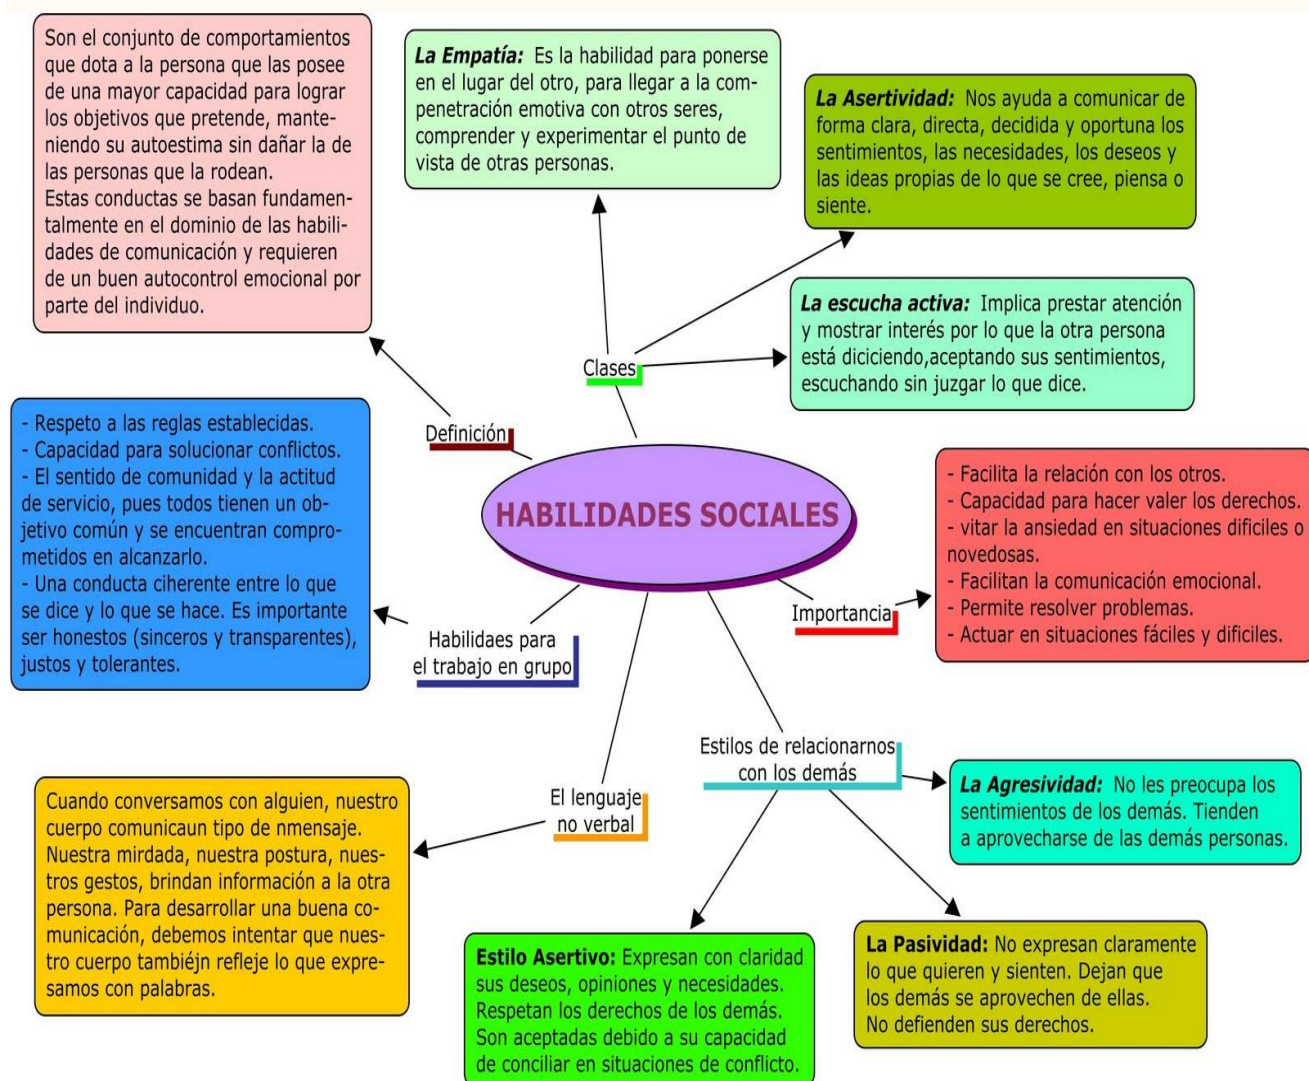 Son el conjunto de comportamientos
que dota a la persona que las posee
de una mayor capacidad para lograr
los objetivos que pretende, mante-
niendo su autoestima sin dañar la de
las personas que la rodean.
Estas conductas se basan fundamen-
talmente en el dominio de las habili-
dades de comunicación y requieren
de un buen autocontrol emocional por
parte del individuo.
La Empatía: Es la habilidad para ponerse
en el lugar del otro, para llegar a la com-
penetración emotiva con otros seres,
comprender y experimentar el punto de
vista de otras personas.
La Asertividad: Nos ayuda a comunicar de
forma clara, directa, decidida y oportuna los
sentimientos, las necesidades, los deseos y
las ideas propias de lo que se cree, piensa o
siente.
La escucha activa: Implica prestar atención
y mostrar interés por lo que la otra persona
está diciciendo,aceptando sus sentimientos,
escuchando sin juzgar lo que dice.
Clases
Definición
- Respeto a las reglas establecidas.
- Capacidad para solucionar conflictos.
- El sentido de comunidad y la actitud
de servicio, pues todos tienen un ob-
jetivo común y se encuentran compro-
metidos en alcanzarlo.
- Una conducta ciherente entre lo que
se dice y lo que se hace. Es importante
ser honestos (sinceros y transparentes),
justos y tolerantes.
HABILIDADES SOCIALES
- Facilita la relación con los otros.
- Capacidad para hacer valer los derechos.
- vitar la ansiedad en situaciones dificiles o
novedosas.
- Facilitan la comunicación emocional.
- Permite resolver problemas.
- Actuar en situaciones fáciles y dificiles.
Importancia
Habilidaes para
el trabajo en grupo
Estilos de relacionarnos
con los demás
El lenguaje
no verbal
La Agresividad: No les preocupa los
sentimientos de los demás. Tienden
a aprovecharse de las demás personas.
Cuando conversamos con alguien, nuestro
cuerpo comunicaun tipo de nmensaje.
Nuestra mirdada, nuestra postura, nues-
tros gestos, brindan información a la otra
persona. Para desarrollar una buena co-
municación, debemos intentar que nues-
tro cuerpo tambiéjn refleje lo que expre-
samos con palabras.
Estilo Asertivo: Expresan con claridad
sus deseos, opiniones y necesidades.
Respetan los derechos de los demás.
Son aceptadas debido a su capacidad
de conciliar en situaciones de conflicto.
La Pasividad: No expresan claramente
lo que quieren y sienten. Dejan que
los demás se aprovechen de ellas.
No defienden sus derechos.